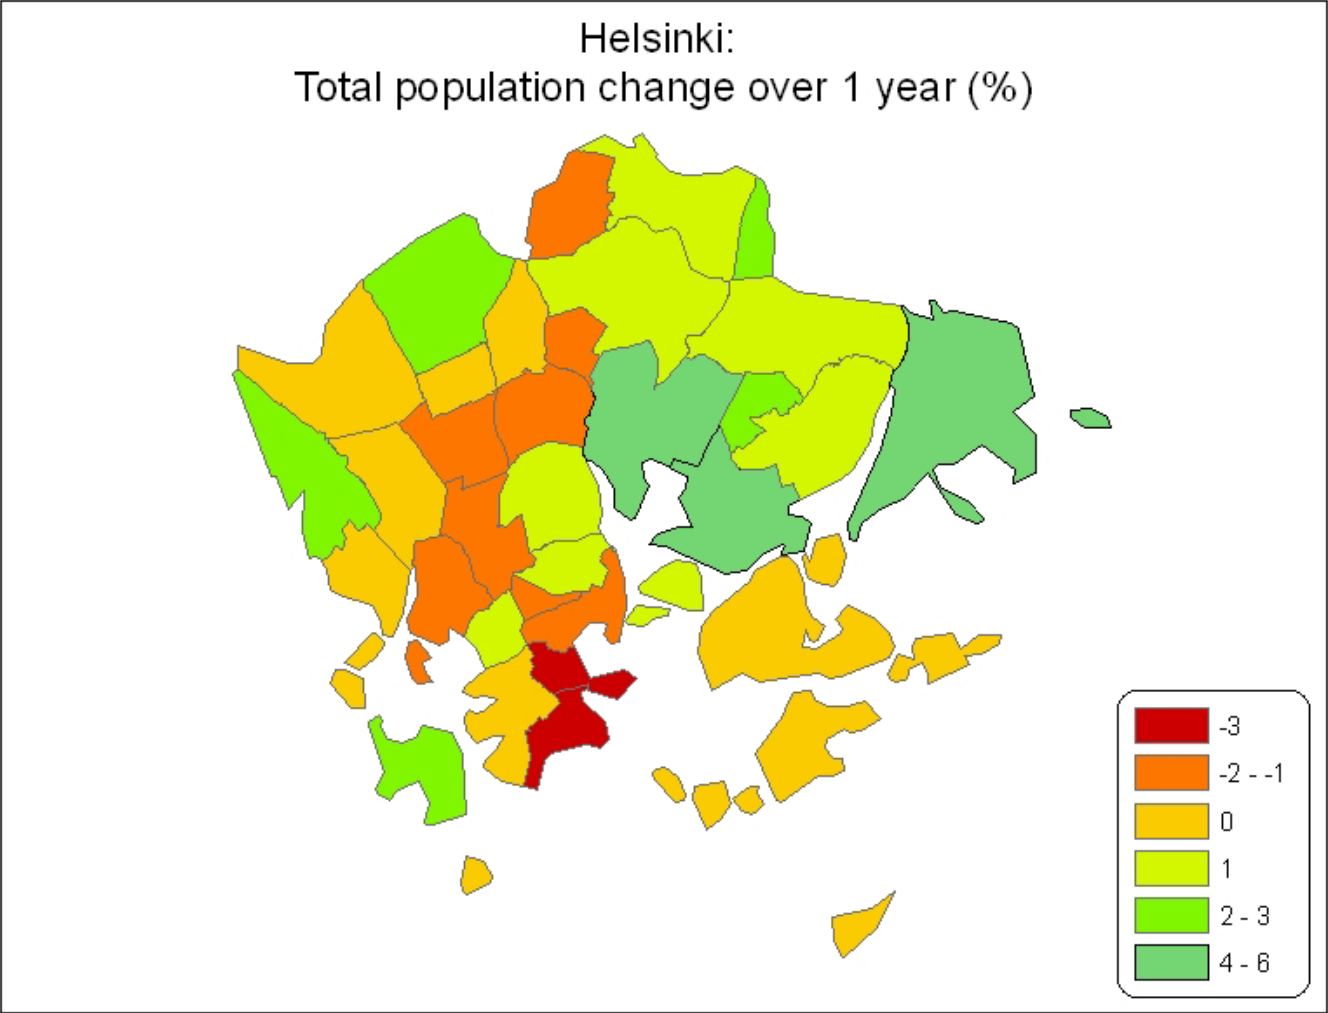 Helsinki:
Total population change over 1 year (%)
-3
-2 - -1
0
1
2 - 3
4 - 6